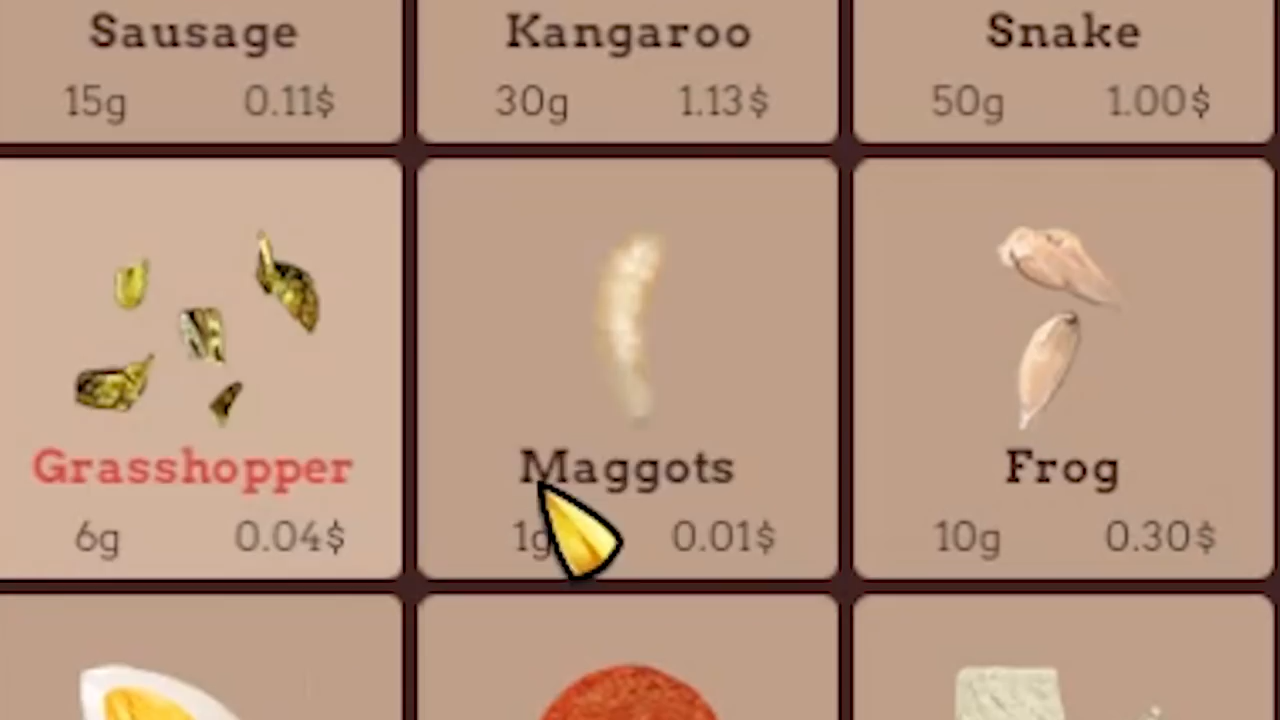 Sausage Kangaroo Snake
15g 0.11$ 30g 1.13$ 50g 1.00$
Grasshopper Maggots Frog
6g 0.04$ 1g 0.01$ 10g 0.30$